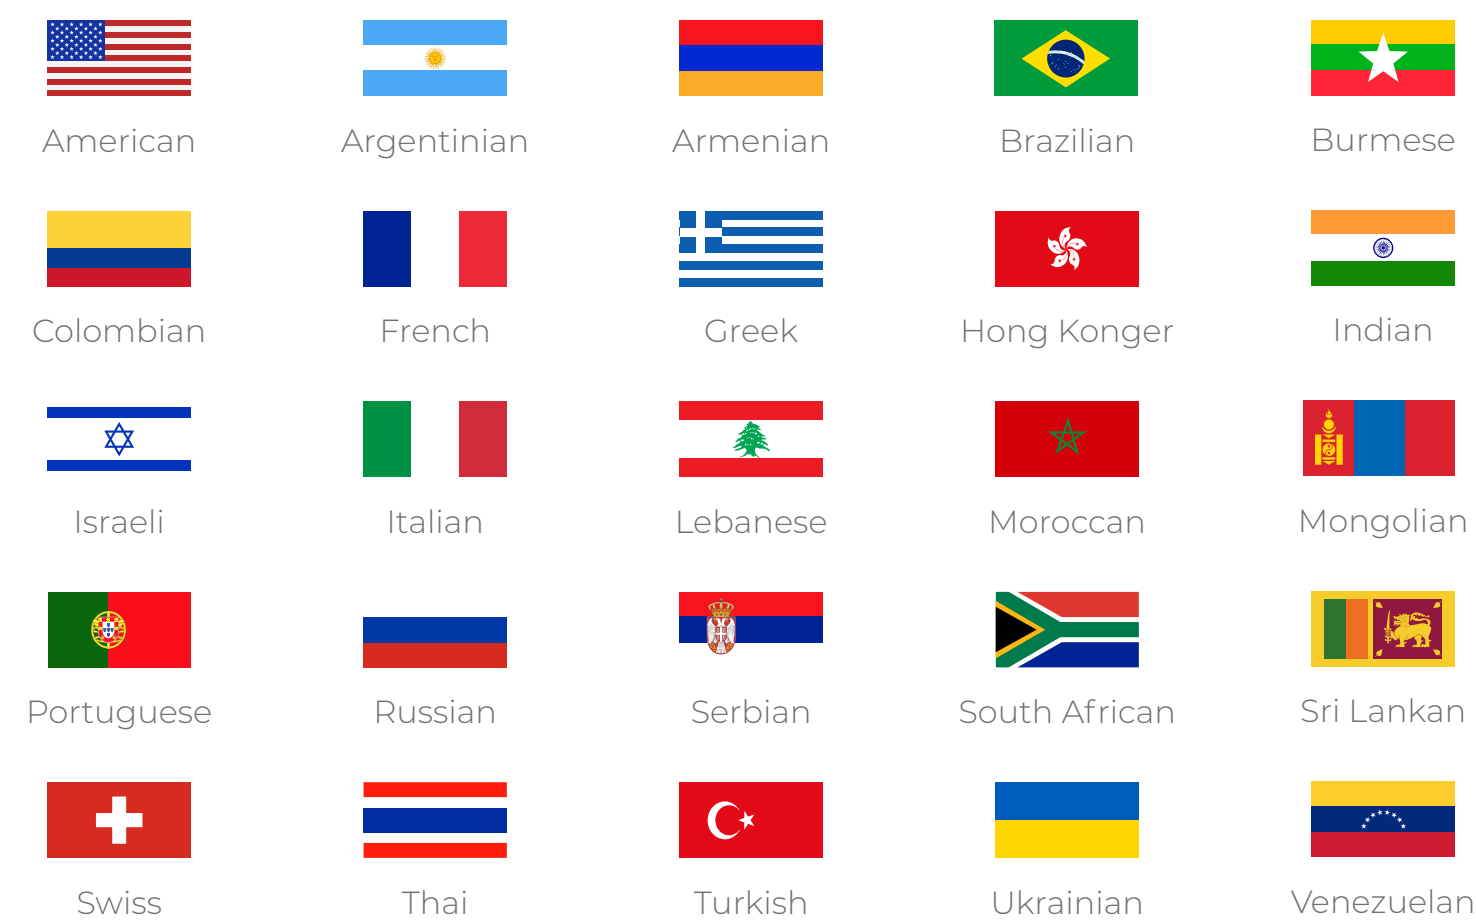 American
Argentinian
Armenian
Brazilian
Burmese
Colombian
French
Greek
Hong Konger
Indian
Israeli
Italian
Lebanese
Moroccan
Mongolian
Portuguese
Russian
Serbian
South African
Sri Lankan
Swiss
Thai
Turkish
Ukrainian
Venezuelan